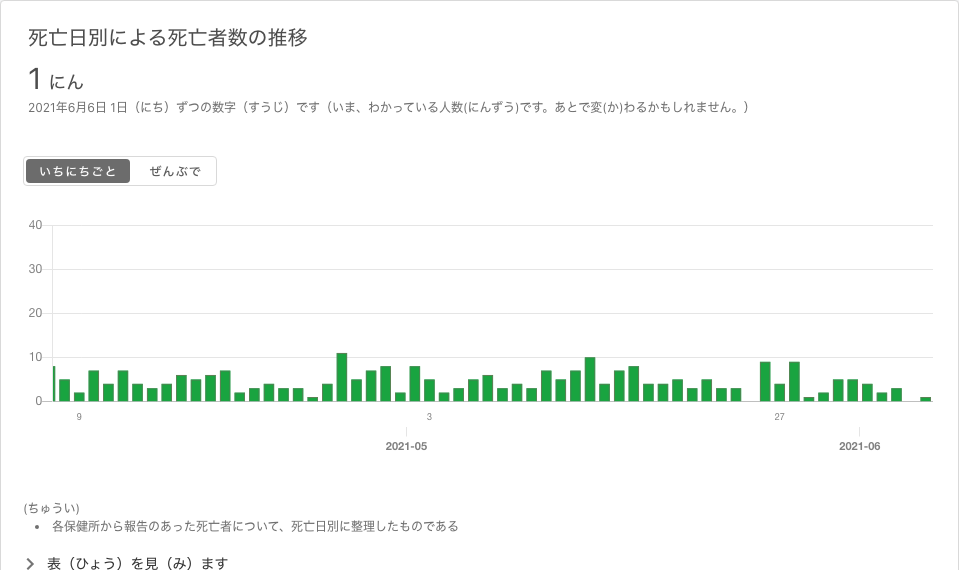 死亡日別による死亡者数の推移
1 にん
2021年6月6日 1日（にち）ずつの数字（すうじ）です（いま、わかっている人数(にんずう)です。あとで変(か)わるかもしれません。）
いちにちごと ぜんぶで
40
30
20
10
0
9 3 27
2021-05 2021-06
(ちゅうい)
• 各保健所から報告のあった死亡者について、死亡日別に整理したものである
表（ひょう）を見（み）ます